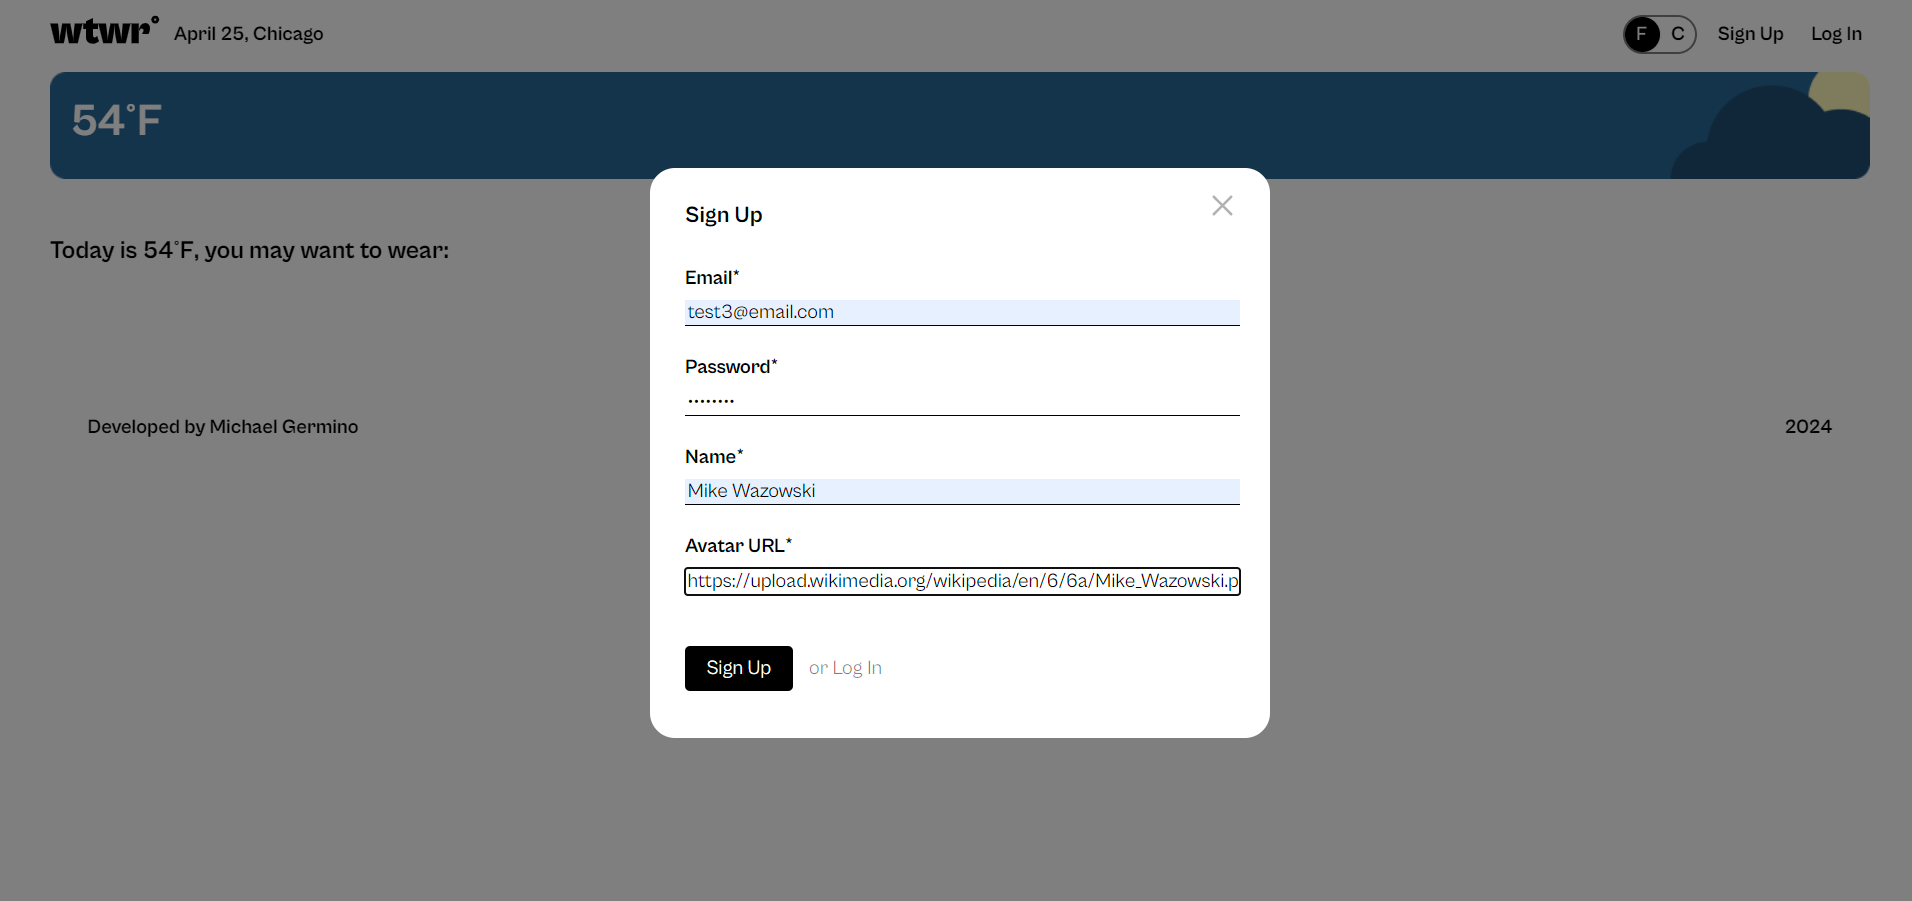 wtwr° April 25, Chicago
F C Sign Up Log In
54°F
Today is 54°F, you may want to wear:
Sign Up
Email*
test3@email.com
Password*
••••••••
Name*
Mike Wazowski
Avatar URL*
https://upload.wikimedia.org/wikipedia/en/6/6a/Mike_Wazowski.p
Sign Up or Log In
Developed by Michael Germino
2024